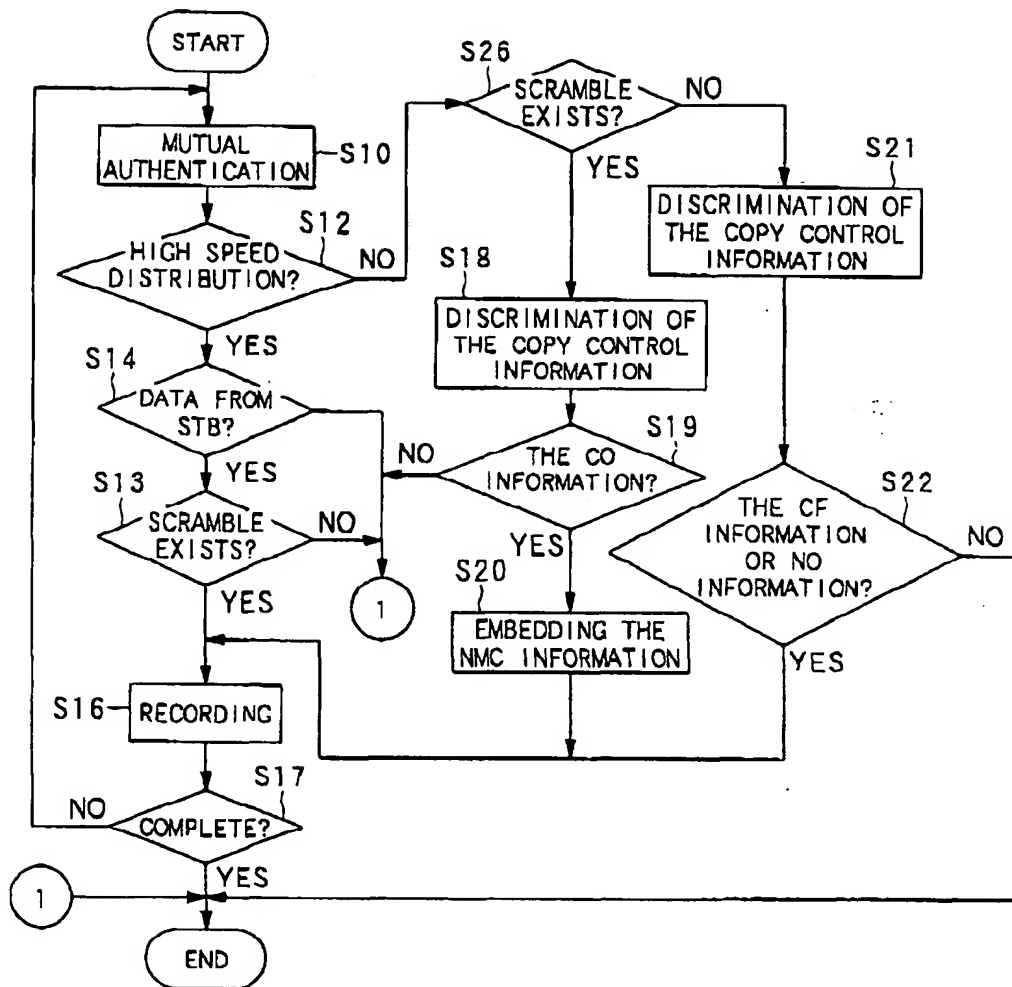 START
MUTUAL
AUTHENTICATION
S10
HIGH SPEED
DISTRIBUTION?
S12
NO
YES
S14
DATA FROM
STB?
YES
S13
SCRAMBLE
EXISTS?
NO
YES
1
S16
RECORDING
S17
COMPLETE?
NO
YES
1
END
S26
SCRAMBLE
EXISTS?
NO
YES
S18
DISCRIMINATION OF
THE COPY CONTROL
INFORMATION
S19
THE CO
INFORMATION?
NO
YES
S20
EMBEDDING THE
NMC INFORMATION
S21
DISCRIMINATION OF
THE COPY CONTROL
INFORMATION
S22
THE CF
INFORMATION
OR NO
INFORMATION?
NO
YES